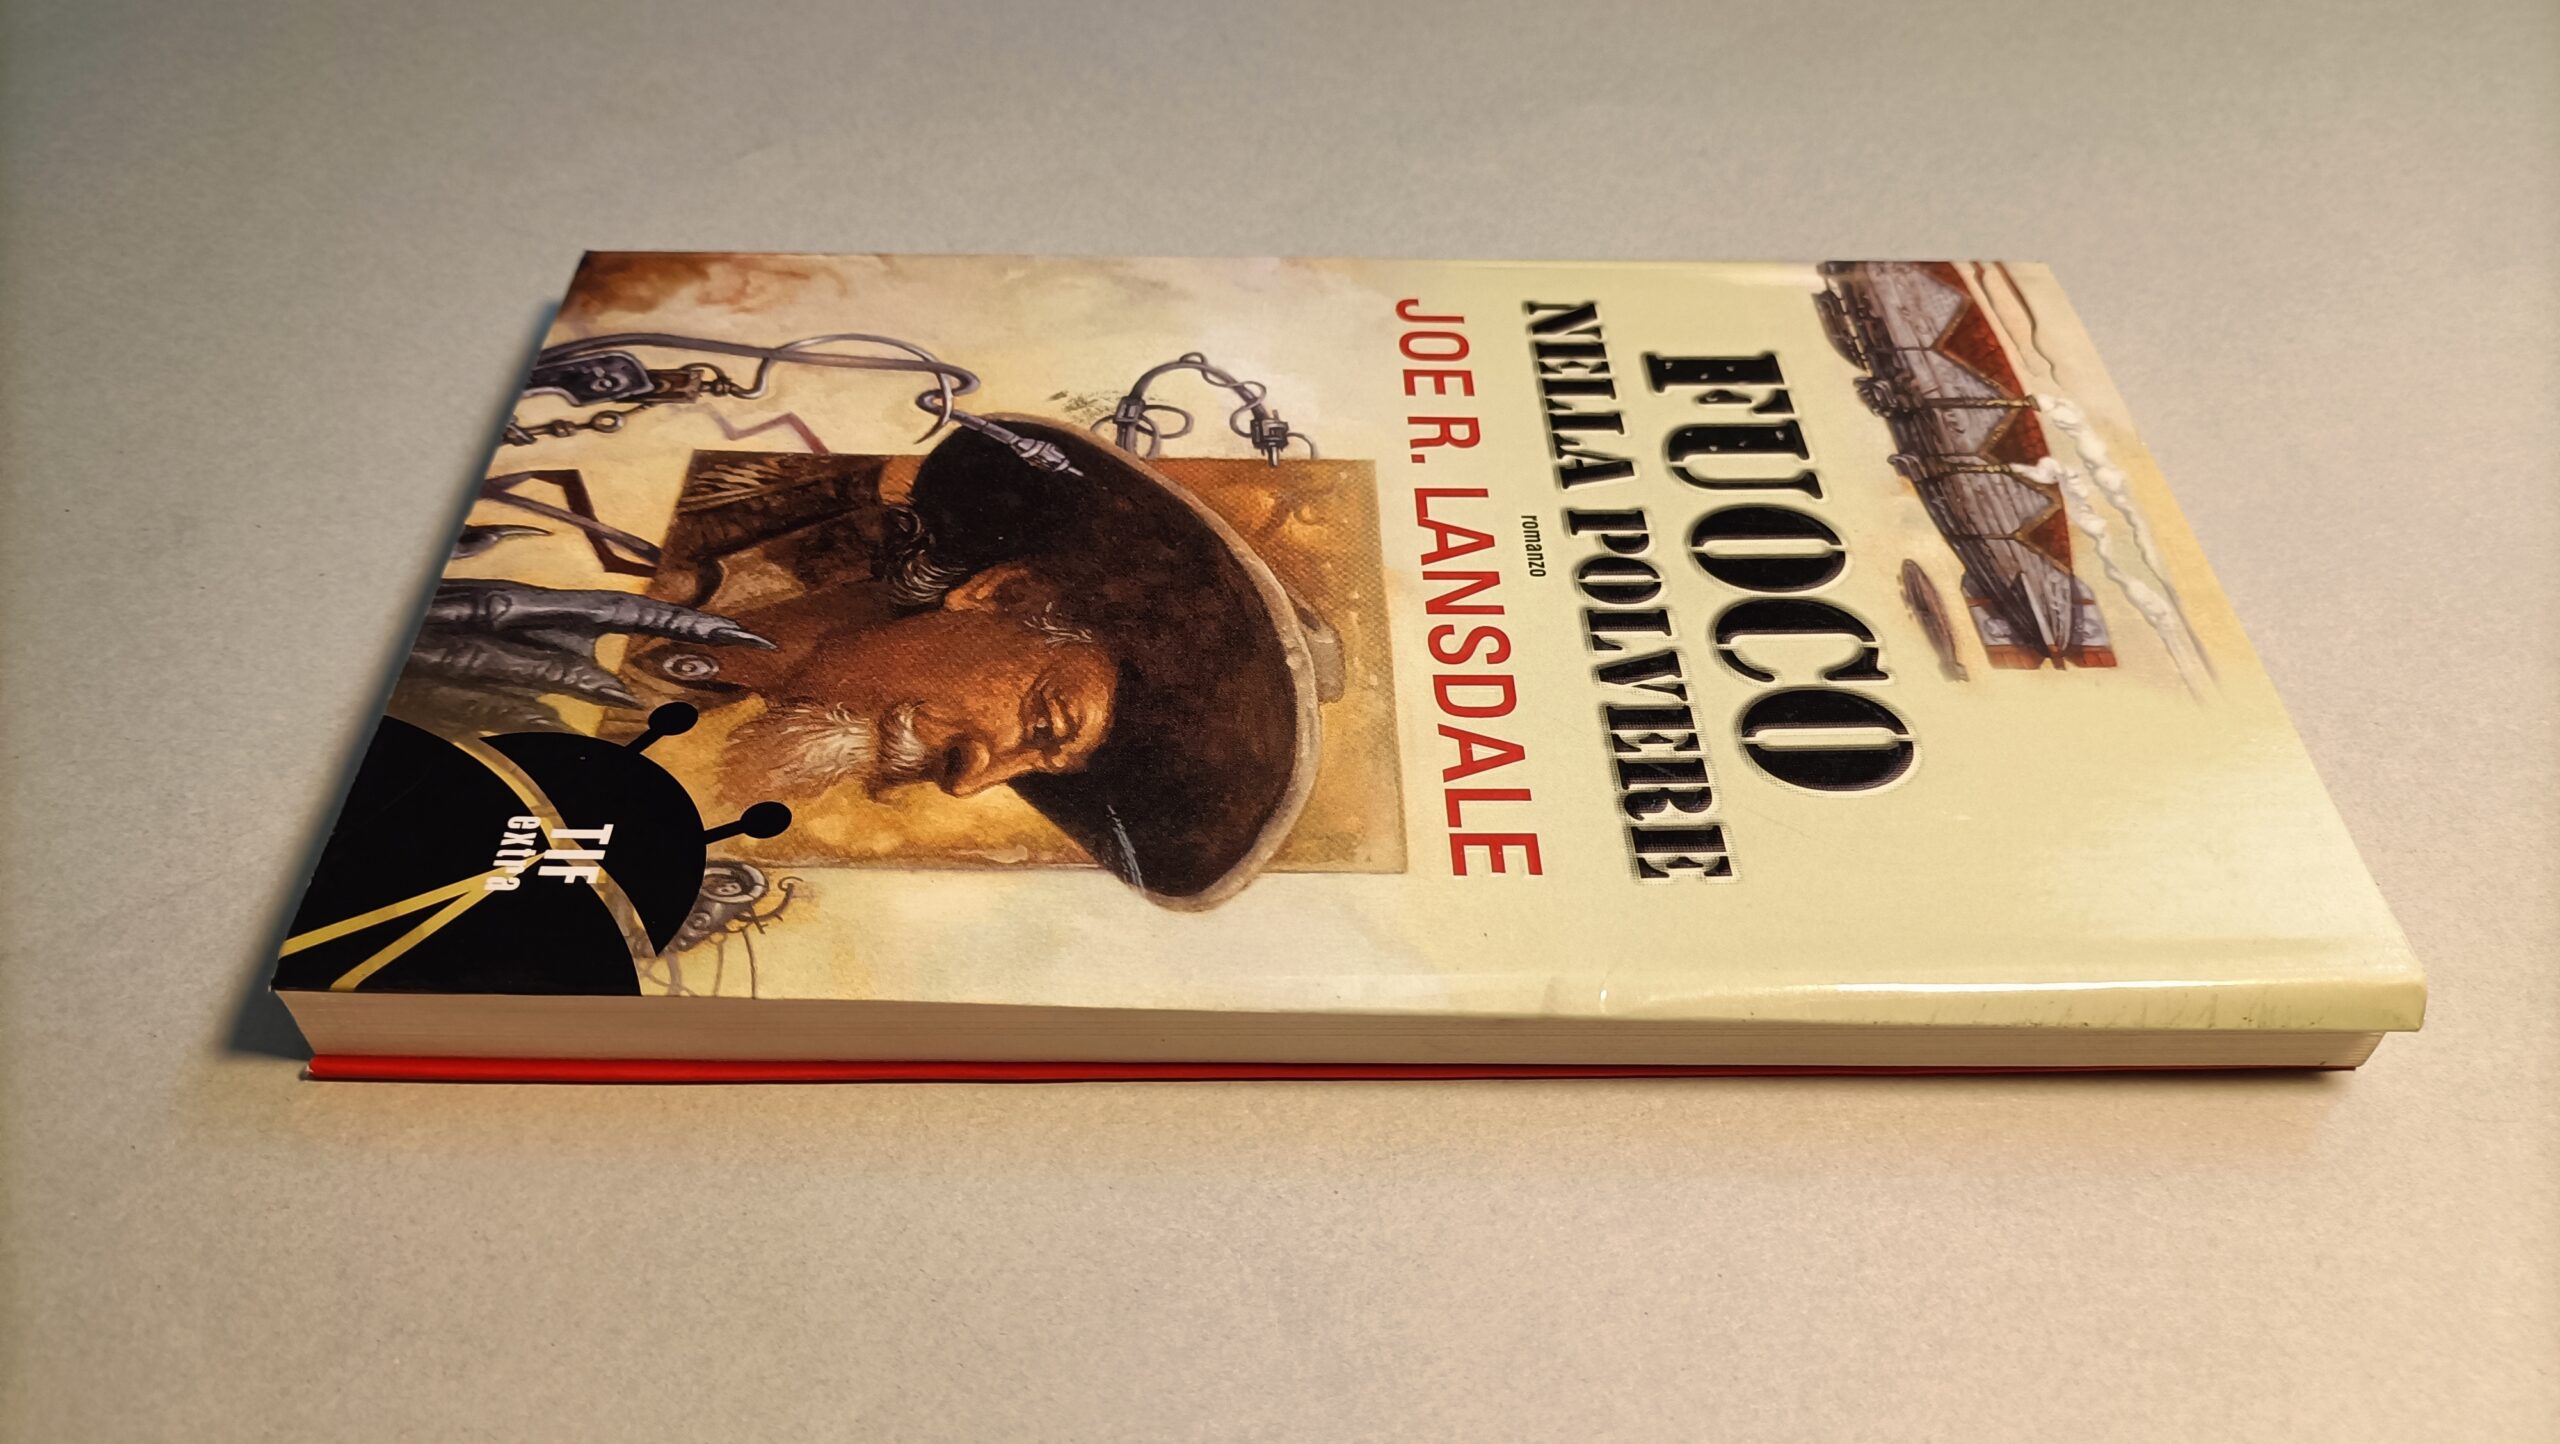 FUOCO
NELLA POLVERE
romanzo
JOE R. LANSDALE
TIF
extra